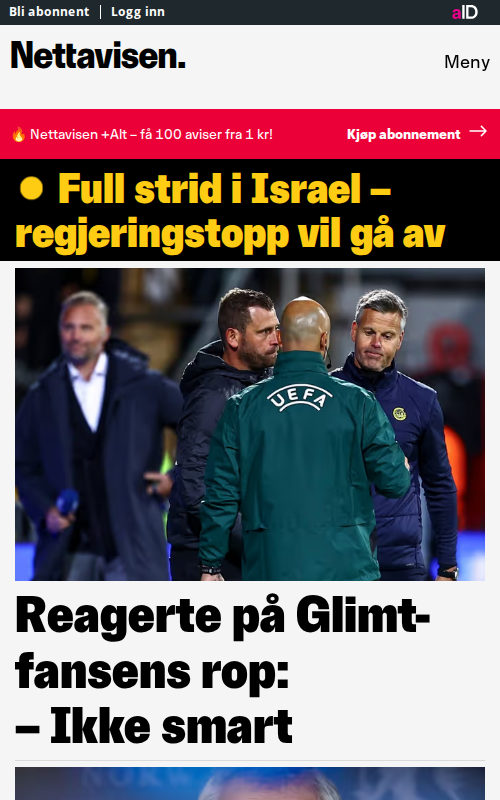 Bli abonnent | Logg inn
aID
Nettavisen.
Meny
🔥 Nettavisen +Alt – få 100 aviser fra 1 kr!
Kjøp abonnement →
Full strid i Israel –
regjeringstopp vil gå av
UEFA
Reagerte på Glimt-
fansens rop:
– Ikke smart